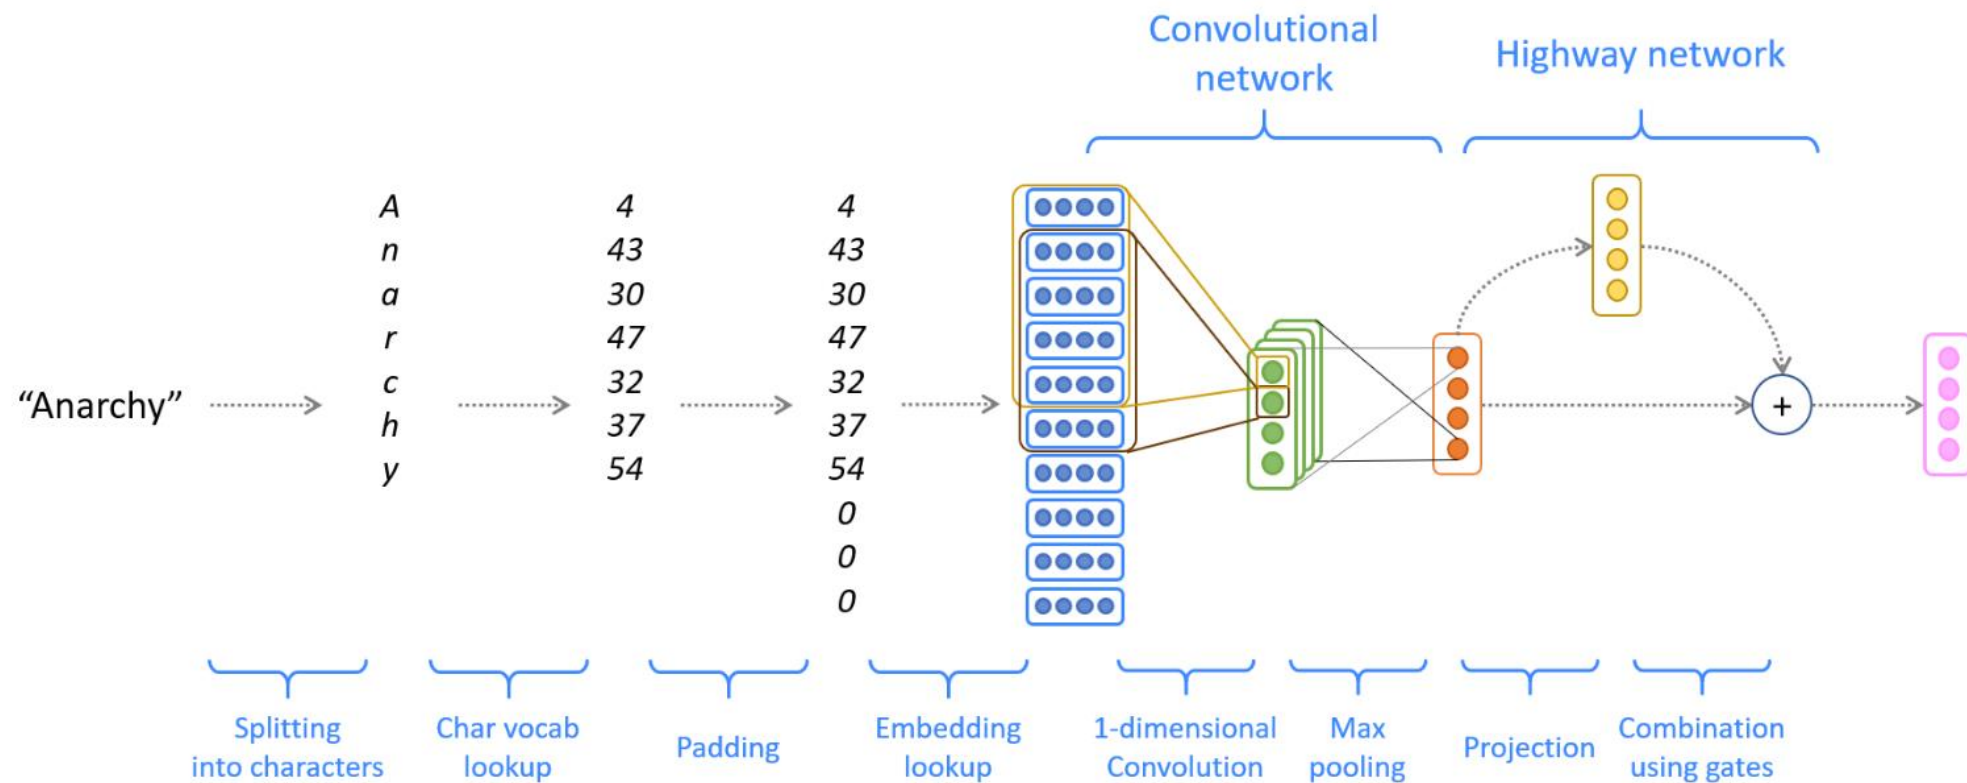 Convolutional
network
Highway network
A 4 4
n 43 43
a 30 30
r 47 47
c 32 32
“Anarchy”
h 37 37
y 54 54
0
0
0
+
Splitting
into characters
Char vocab
lookup
Padding
Embedding
lookup
1-dimensional
Convolution
Max
pooling
Projection
Combination
using gates